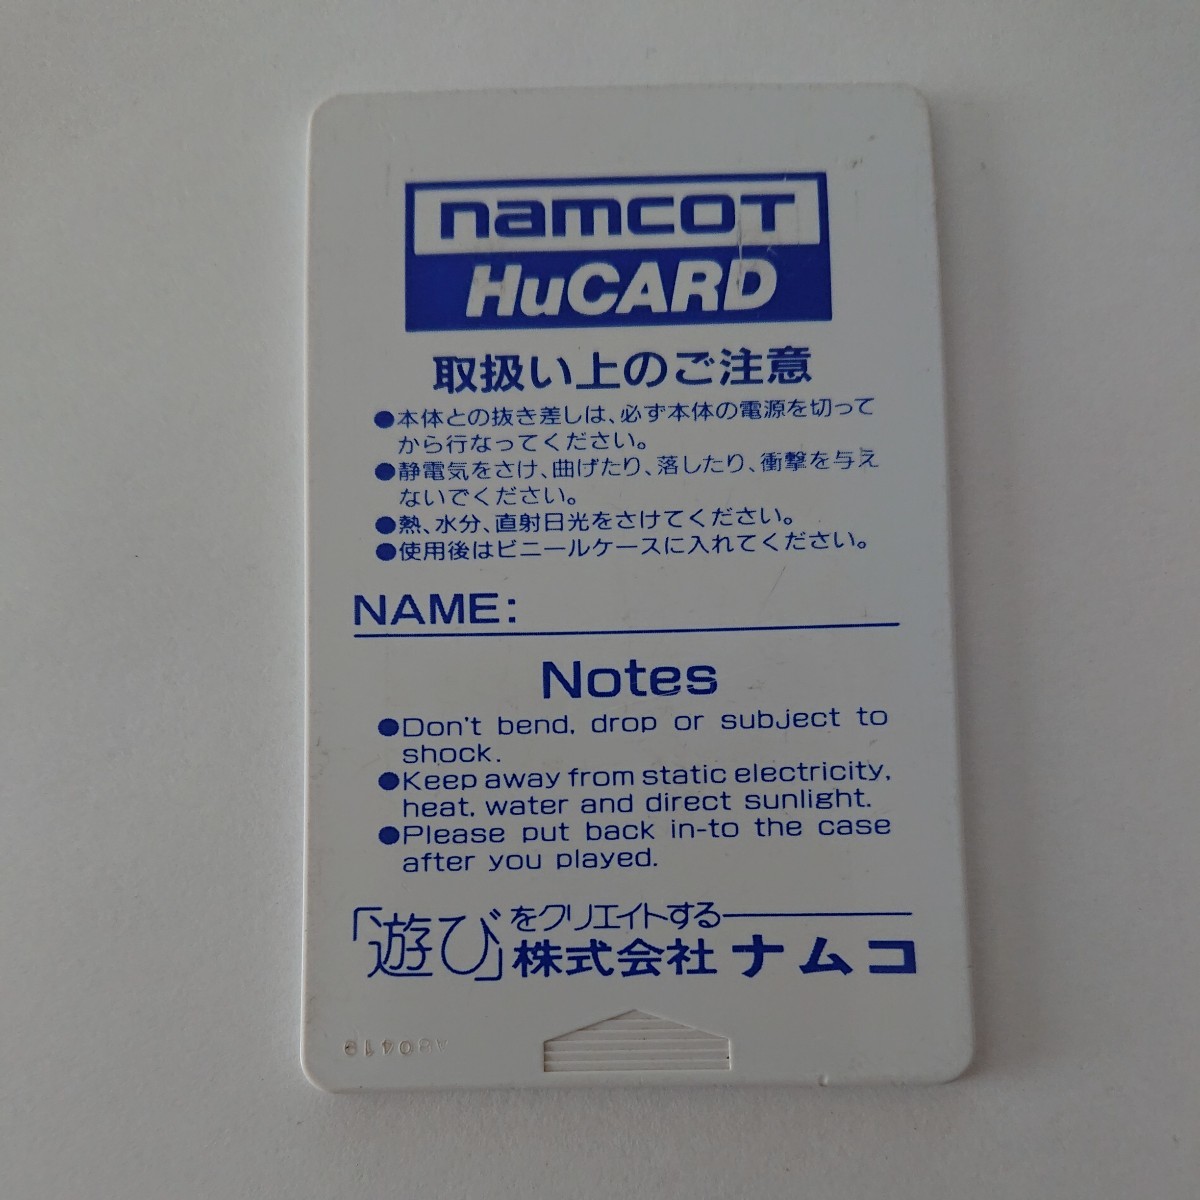 namcoT
HuCARD
取扱い上のご注意
●本体との抜き差しは、必ず本体の電源を切って
から行なってください。
●静電気をさけ、曲げたり、落したり、衝撃を与え
ないでください。
●熱、水分、直射日光をさけてください。
●使用後はビニールケースに入れてください。
NAME:
Notes
●Don't bend, drop or subject to
shock.
●Keep away from static electricity,
heat, water and direct sunlight.
●Please put back in-to the case
after you played.
「遊び」をクリエイトする
株式会社ナムコ